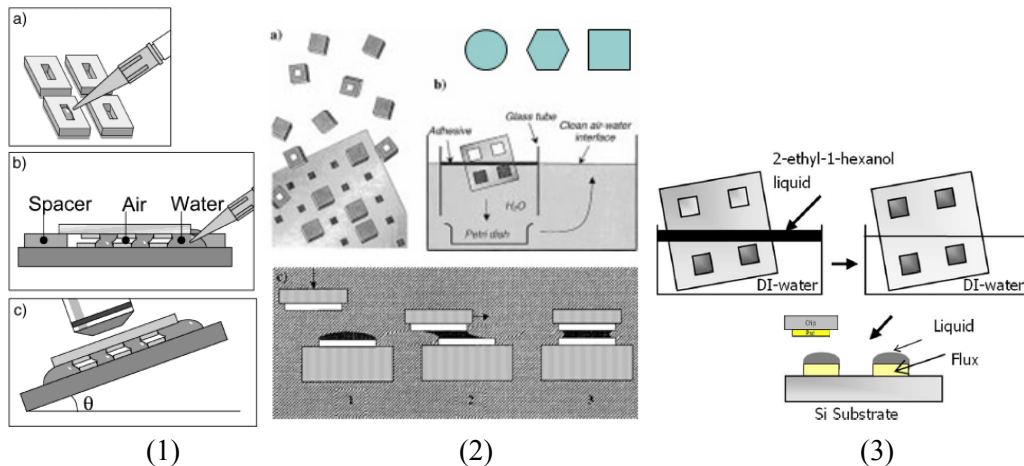 a)
b)
Spacer
Air
Water
c)
θ
(1)
a)
b)
Glass tube
Clean air-water
interface
Adhesive
H₂O
Petri dish
c)
1
2
3
(2)
2-ethyl-1-hexanol
liquid
DI-water
DI-water
Liquid
Flux
Si Substrate
(3)